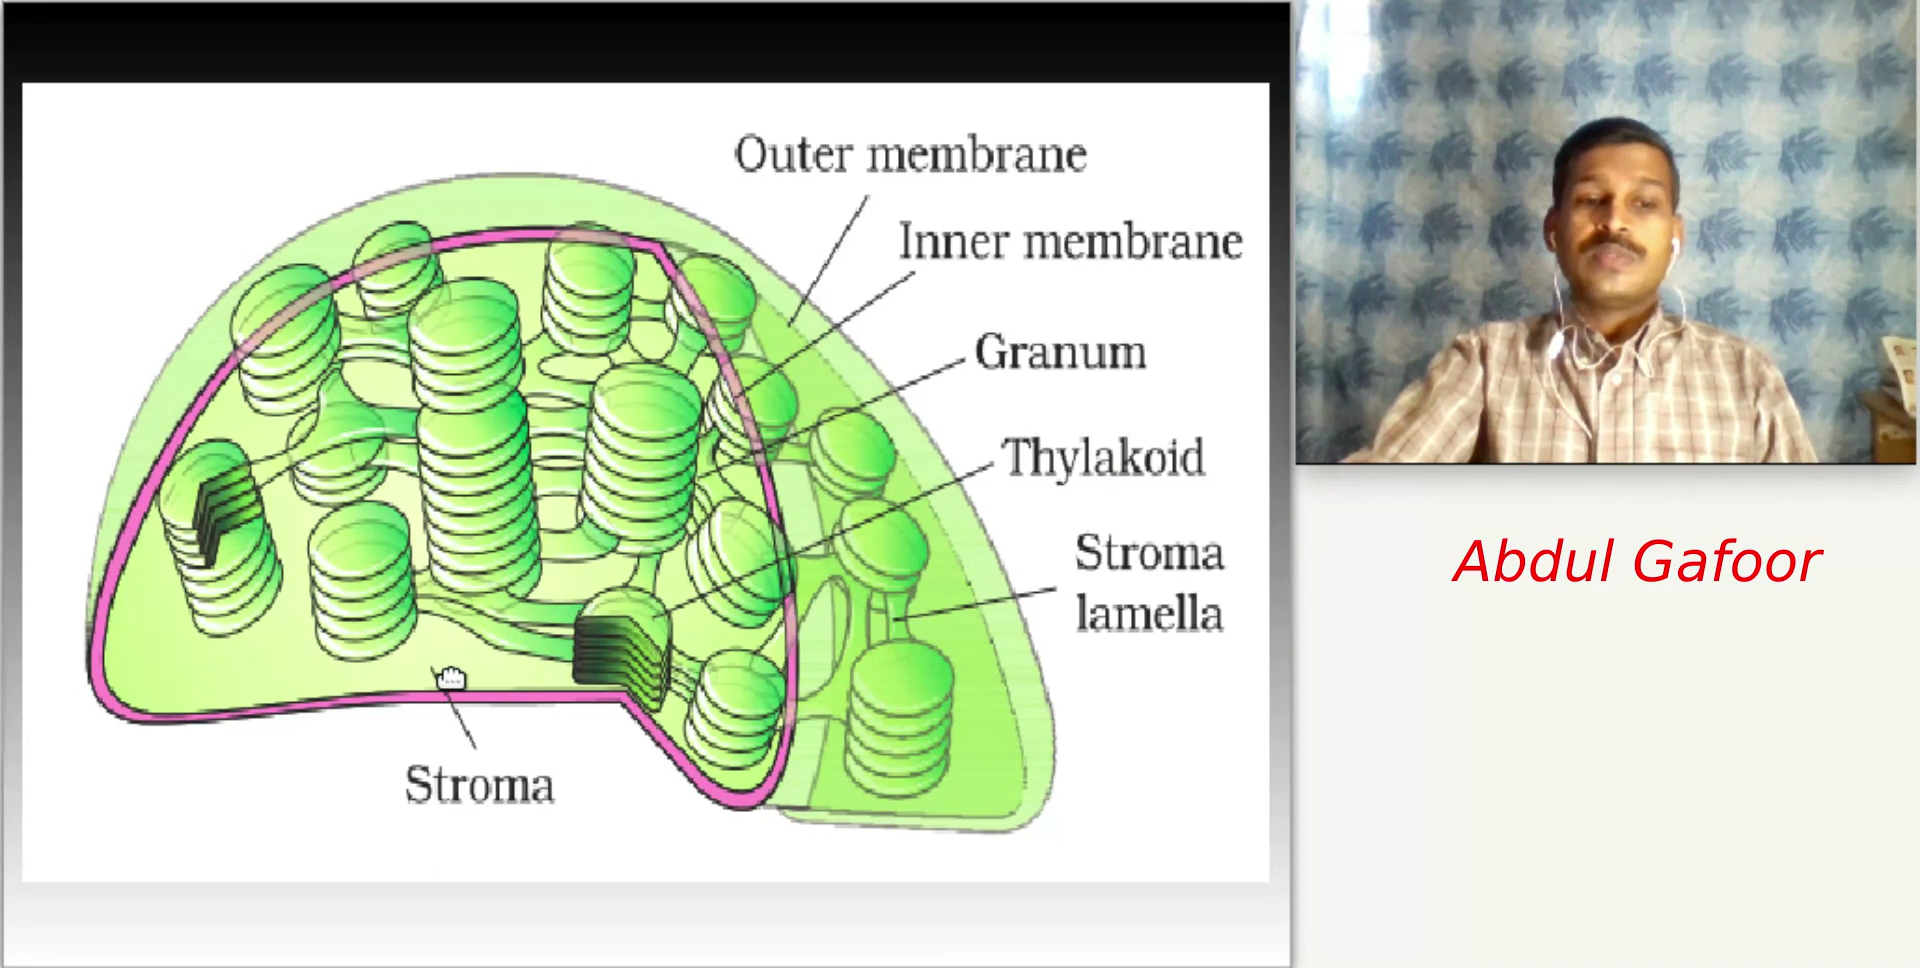 Outer membrane
Inner membrane
Granum
Thylakoid
Stroma
lamella
Stroma
Abdul Gafoor